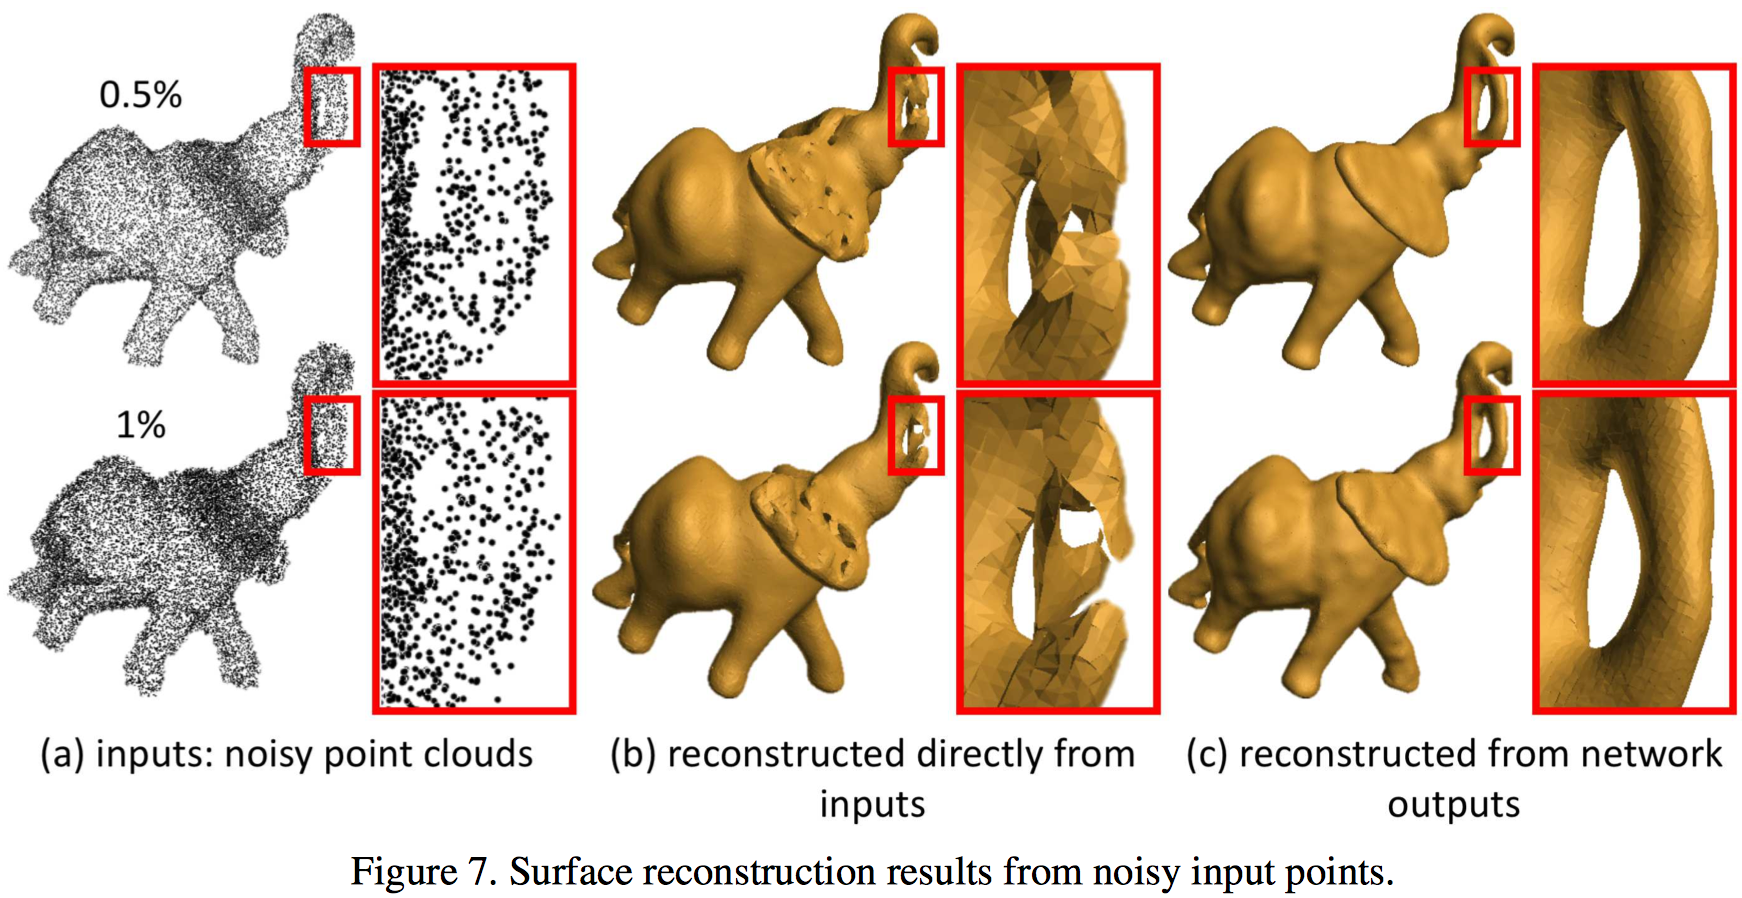 0.5%
1%
(a) inputs: noisy point clouds
(b) reconstructed directly from
inputs
(c) reconstructed from network
outputs
Figure 7. Surface reconstruction results from noisy input points.